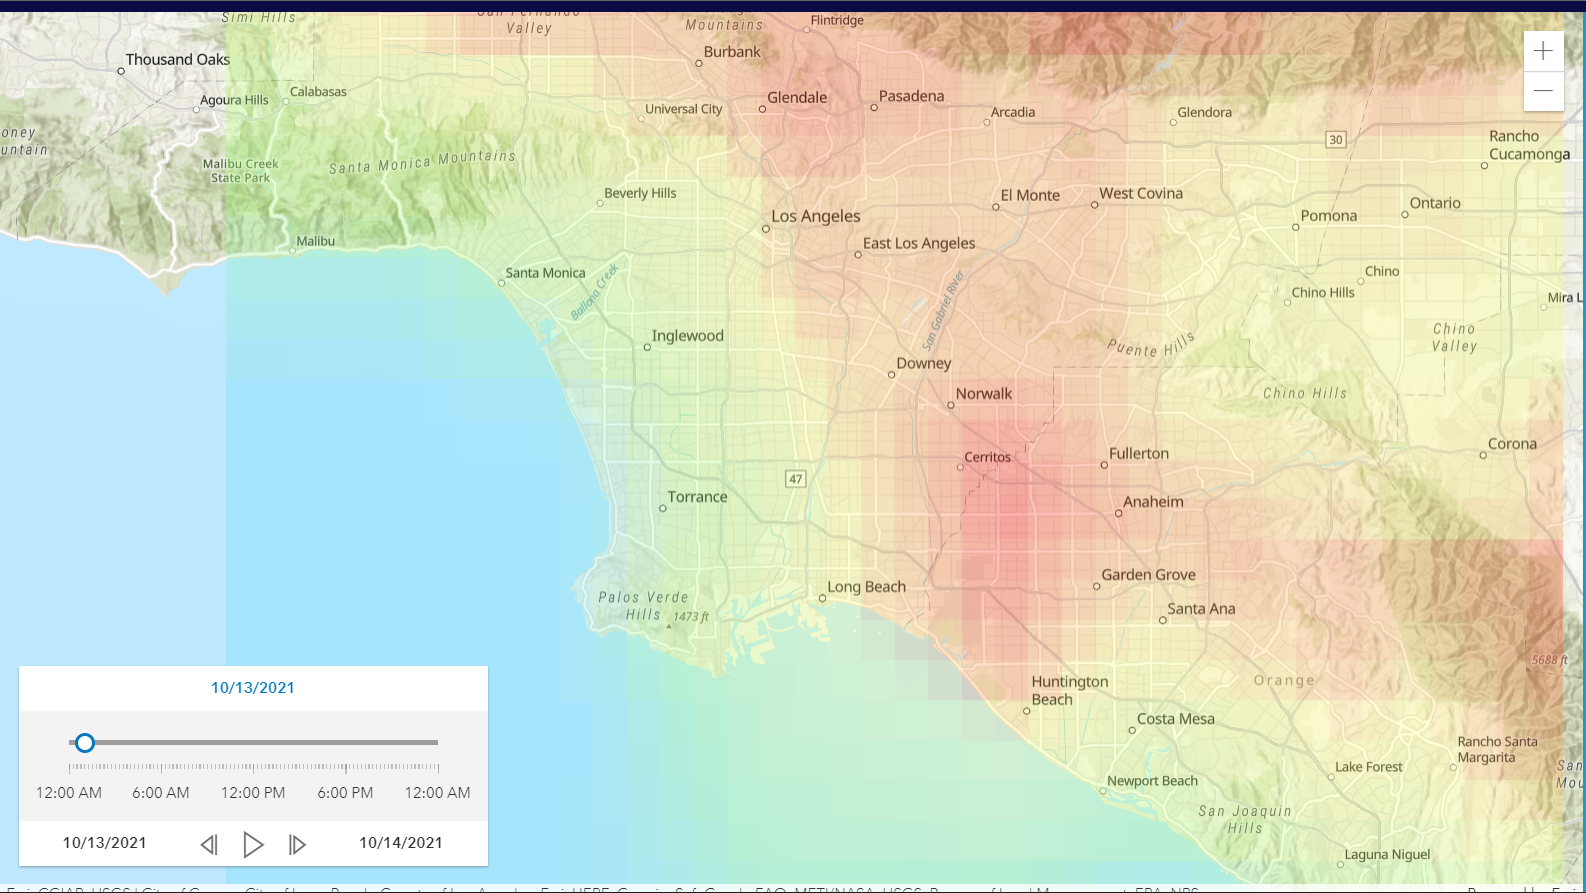 Simi Hills
San Fernando
Valley
Mountains
Flintridge
Thousand Oaks
Burbank
Agoura Hills
Calabasas
Universal City
Glendale
Pasadena
Arcadia
Glendora
30
Rancho
Cucamonga
oney
untain
Malibu Creek
State Park
Santa Monica Mountains
Beverly Hills
El Monte
West Covina
Los Angeles
Pomona
Ontario
Malibu
East Los Angeles
Santa Monica
Ballona Creek
San Gabriel River
Chino
Chino Hills
Mira L
Inglewood
Puente Hills
Chino
Valley
Downey
Norwalk
Chino Hills
Cerritos
Fullerton
Corona
47
Torrance
Anaheim
Long Beach
Garden Grove
Palos Verde
Hills
1473 ft
Santa Ana
5688 ft
Huntington
Beach
Orange
Costa Mesa
Rancho Santa
Margarita
San
Mou
Lake Forest
Newport Beach
San Joaquin
Hills
Laguna Niguel
10/13/2021
12:00 AM 6:00 AM 12:00 PM 6:00 PM 12:00 AM
10/13/2021 10/14/2021